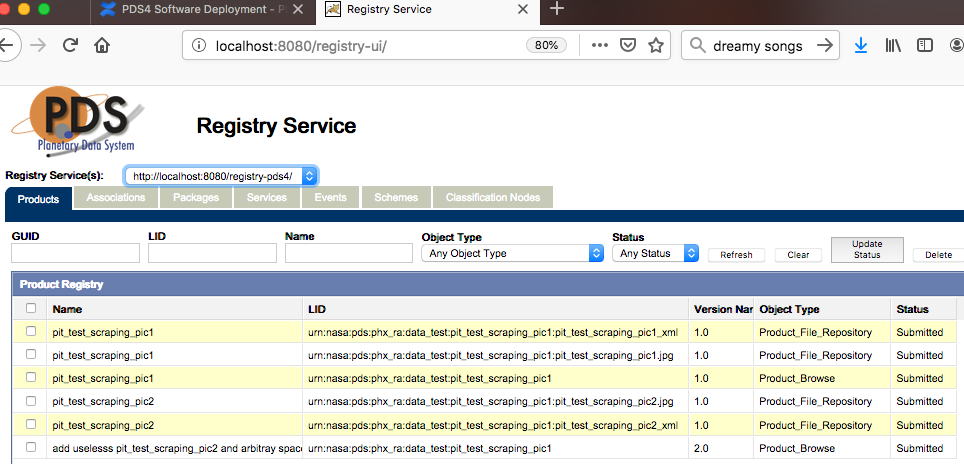 PDS4 Software Deployment - P
Registry Service
localhost:8080/registry-ui/
80%
dreamy songs
PDS
Planetary Data System
Registry Service
Registry Service(s): http://localhost:8080/registry-pds4/
Products Associations Packages Services Events Schemes Classification Nodes
GUID LID Name Object Type Status
Any Object Type Any Status Refresh Clear Update Status Delete
Product Registry
Name LID Version Nar Object Type Status
pit_test_scraping_pic1 urn:nasa:pds:phx_ra:data_test:pit_test_scraping_pic1:pit_test_scraping_pic1_xml 1.0 Product_File_Repository Submitted
pit_test_scraping_pic1 urn:nasa:pds:phx_ra:data_test:pit_test_scraping_pic1:pit_test_scraping_pic1.jpg 1.0 Product_File_Repository Submitted
pit_test_scraping_pic1 urn:nasa:pds:phx_ra:data_test:pit_test_scraping_pic1 1.0 Product_Browse Submitted
pit_test_scraping_pic2 urn:nasa:pds:phx_ra:data_test:pit_test_scraping_pic1:pit_test_scraping_pic2.jpg 1.0 Product_File_Repository Submitted
pit_test_scraping_pic2 urn:nasa:pds:phx_ra:data_test:pit_test_scraping_pic1:pit_test_scraping_pic2_xml 1.0 Product_File_Repository Submitted
add uselesss pit_test_scraping_pic2 and arbitray spac urn:nasa:pds:phx_ra:data_test:pit_test_scraping_pic1 2.0 Product_Browse Submitted